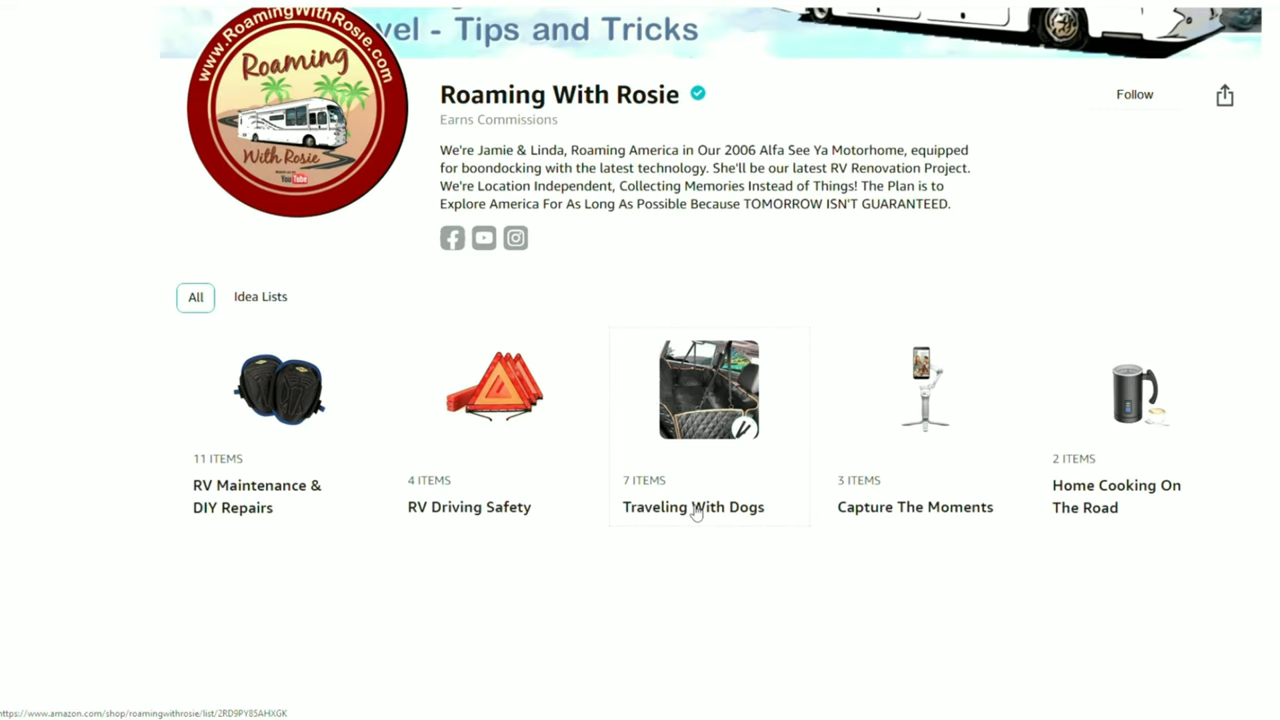 vel - Tips and Tricks
www.RoamingWithRosie.com
Roaming
With Rosie
YouTube
Roaming With Rosie
Follow
Earns Commissions
We're Jamie & Linda, Roaming America in Our 2006 Alfa See Ya Motorhome, equipped
for boondocking with the latest technology. She'll be our latest RV Renovation Project.
We're Location Independent, Collecting Memories Instead of Things! The Plan is to
Explore America For As Long As Possible Because TOMORROW ISN'T GUARANTEED.
All
Idea Lists
11 ITEMS
RV Maintenance &
DIY Repairs
4 ITEMS
RV Driving Safety
7 ITEMS
Traveling With Dogs
3 ITEMS
Capture The Moments
2 ITEMS
Home Cooking On
The Road
https://www.amazon.com/shop/roamingwithrosie/list/2RD9PY85AHXGK